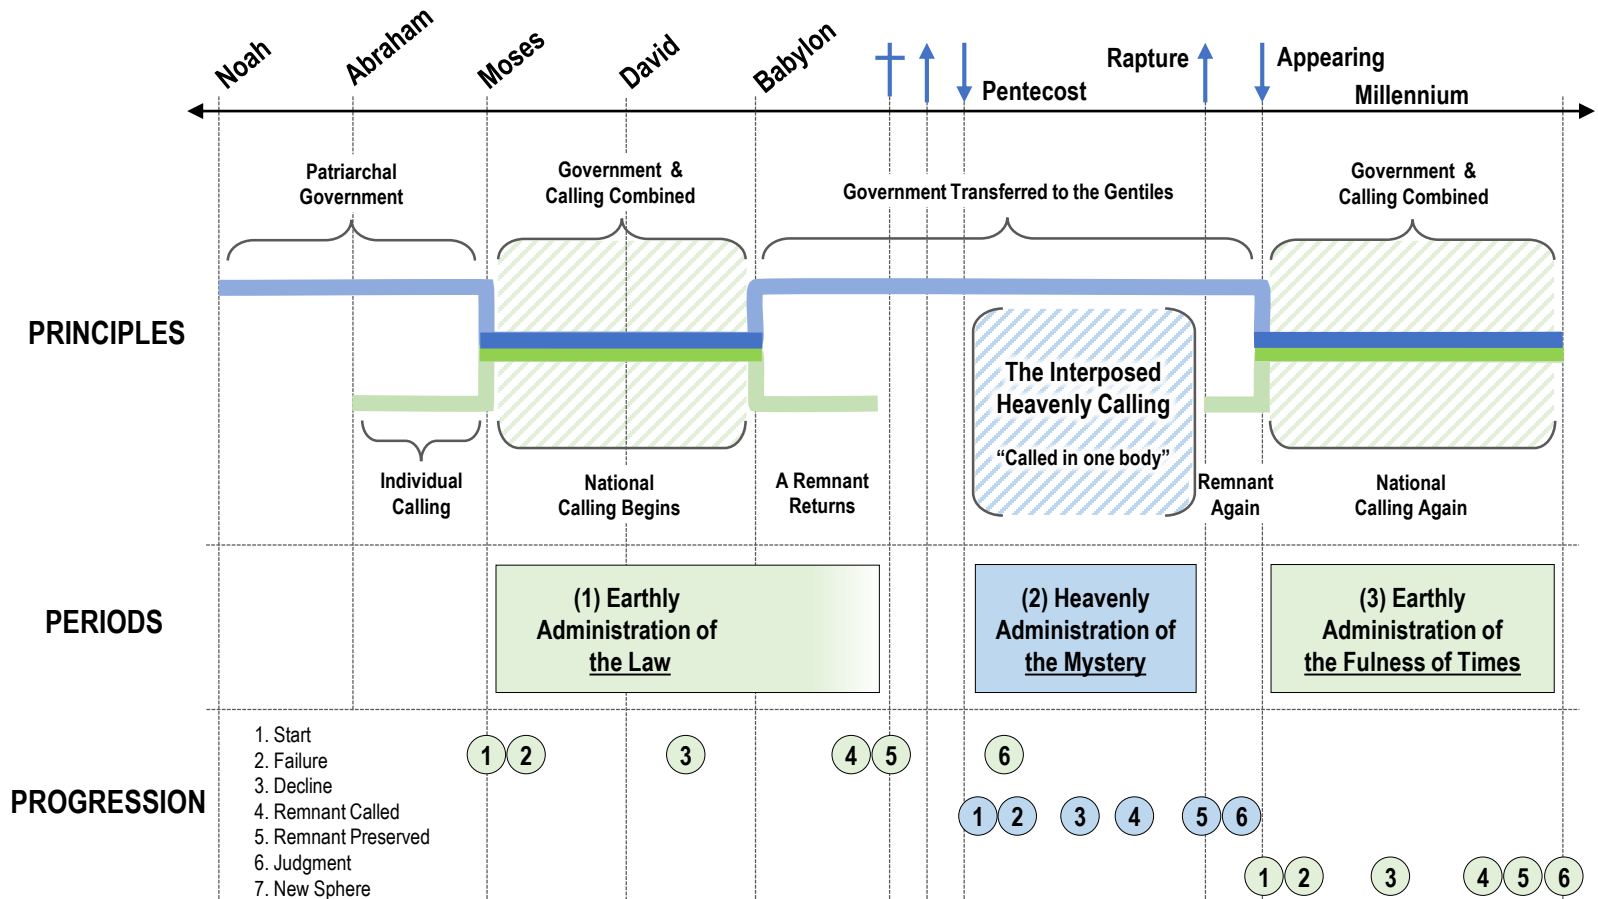 Noah
Abraham
Moses
David
Babylon
Pentecost
Rapture
Appearing
Millennium
Patriarchal
Government
Government &
Calling Combined
Government Transferred to the Gentiles
Government &
Calling Combined
PRINCIPLES
The Interposed
Heavenly Calling
“Called in one body”
Individual
Calling
National
Calling Begins
A Remnant
Returns
Remnant
Again
National
Calling Again
PERIODS
(1) Earthly
Administration of
the Law
(2) Heavenly
Administration of
the Mystery
(3) Earthly
Administration of
the Fulness of Times
PROGRESSION
1. Start
2. Failure
3. Decline
4. Remnant Called
5. Remnant Preserved
6. Judgment
7. New Sphere
1 2 3 4 5 6
1 2 3 4 5 6
1 2 3 4 5 6